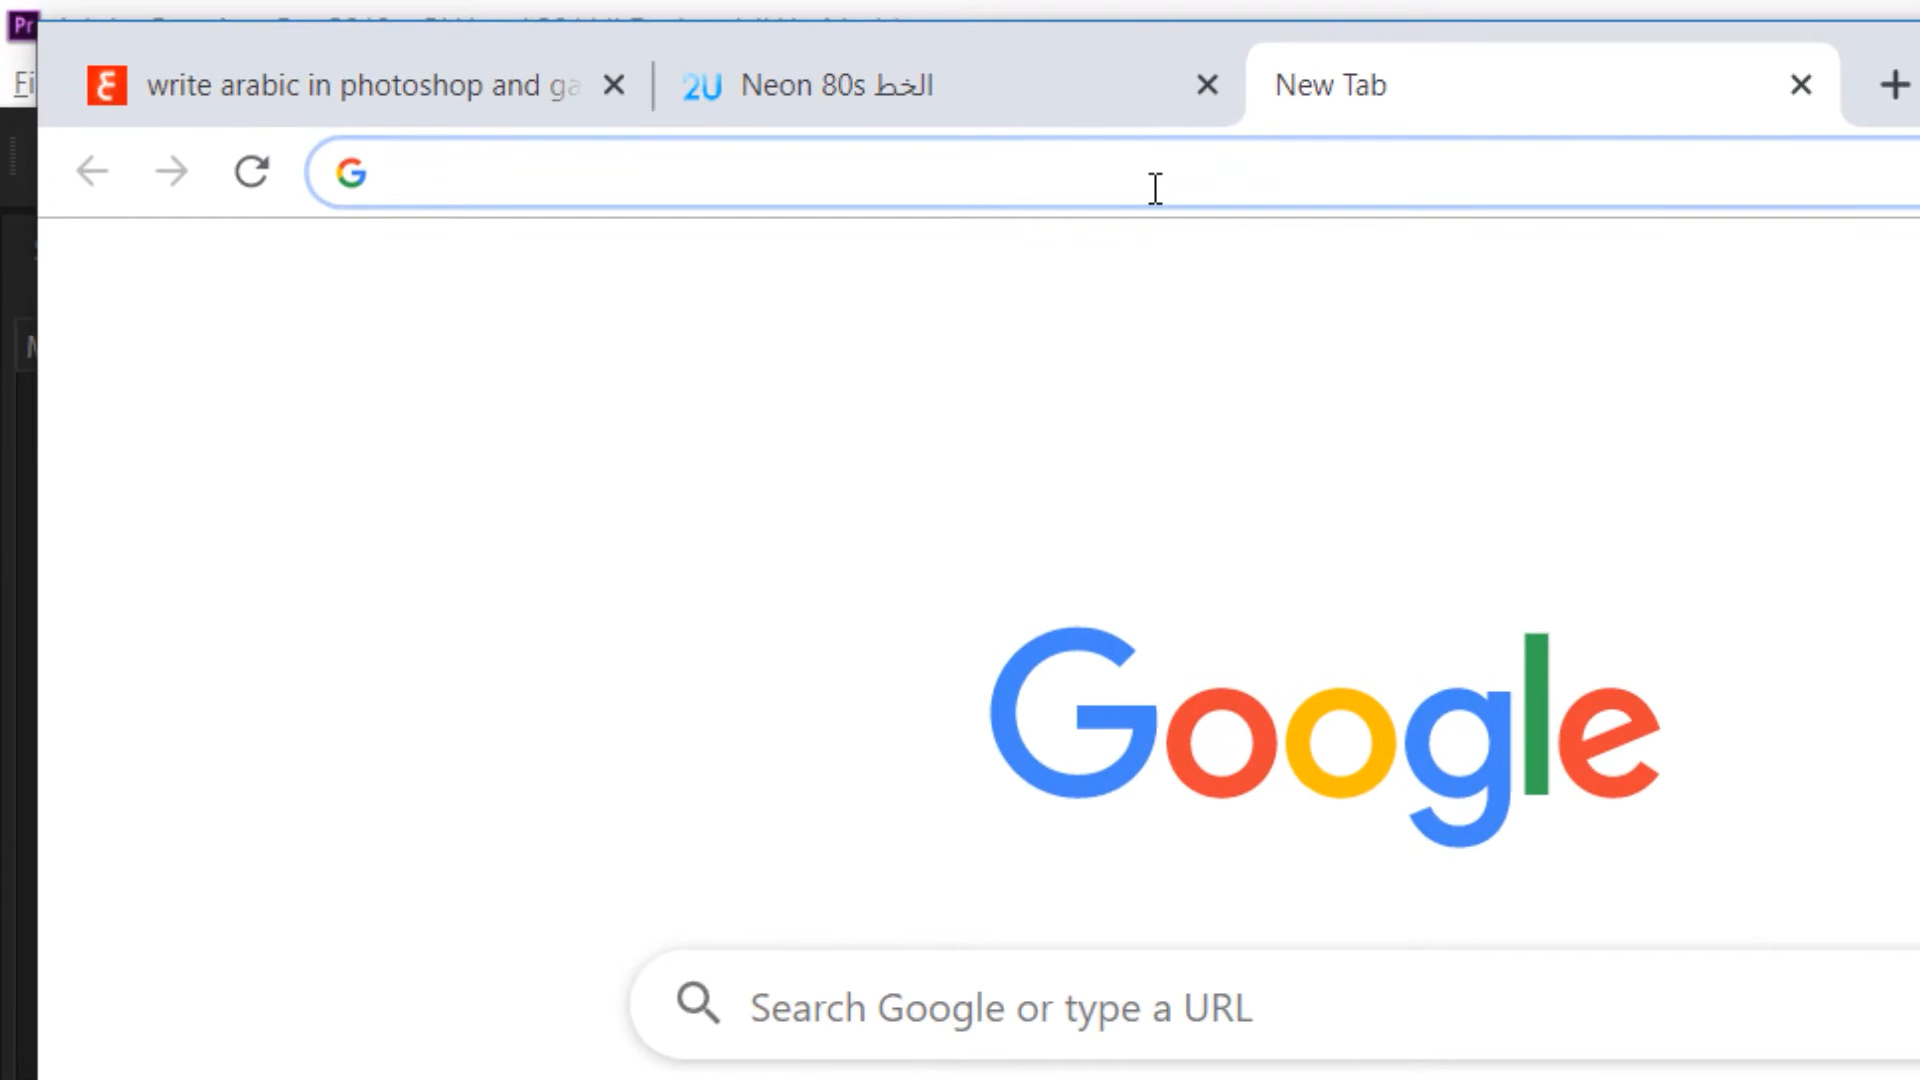 Pr
write arabic in photoshop and ga
2U Neon 80s الخط
New Tab
Fi
G
Google
Search Google or type a URL